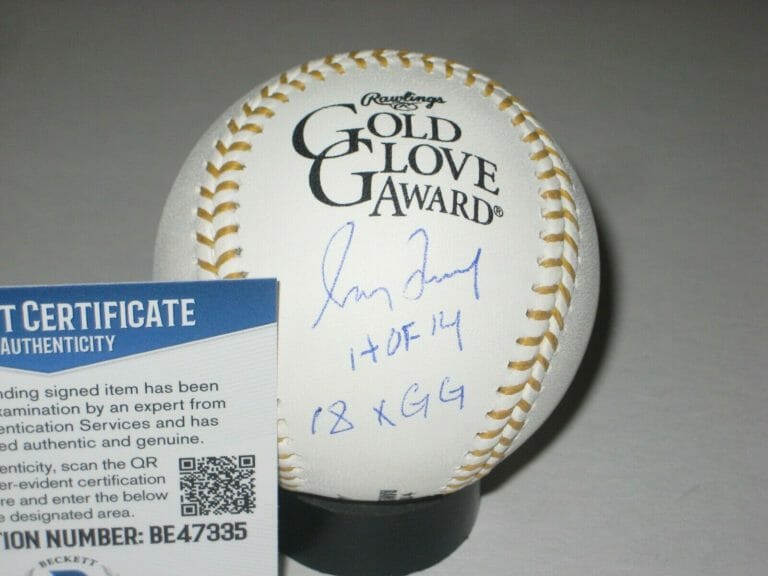 Rawlings
GOLD
GLOVE
AWARD®
HOF 14
18 x GG
T CERTIFICATE
AUTHENTICITY
nding signed item has been
xamination by an expert from
entication Services and has
ed authentic and genuine.
enticity, scan the QR
er-evident certification
re and enter the below
e designated area.
TION NUMBER: BE47335
BECKETT